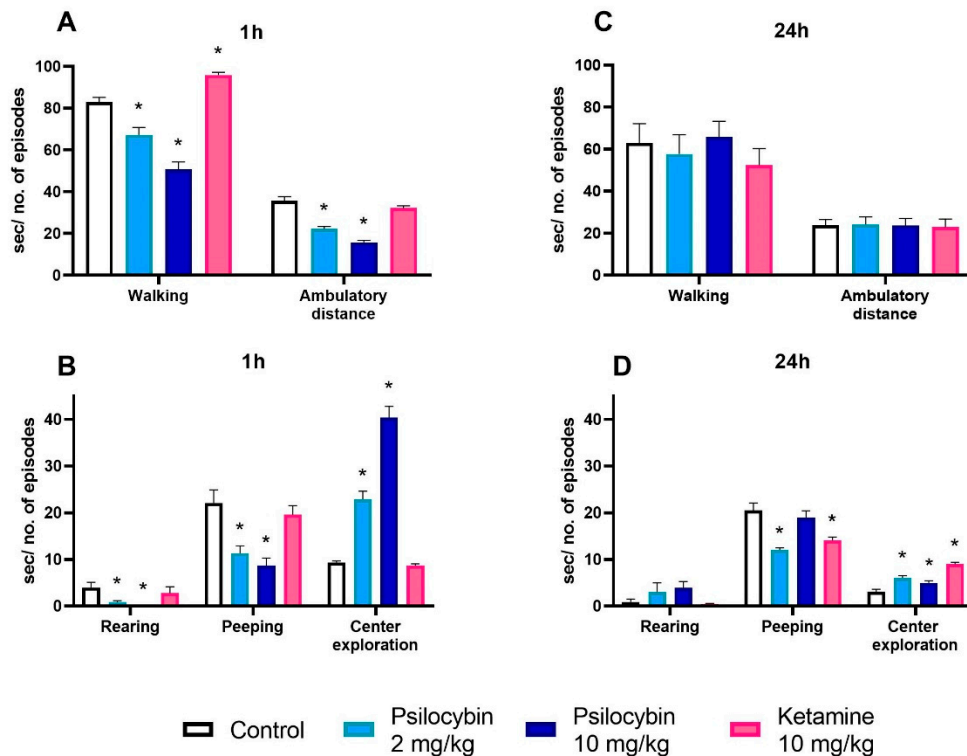 A
1h
sec/ no. of episodes
100
80
60
40
20
0
* * * * *
Walking
Ambulatory
distance
C
24h
sec/ no. of episodes
100
80
60
40
20
0
Walking
Ambulatory
distance
B
1h
sec/ no. of episodes
40
30
20
10
0
* * * * * *
Rearing
Peeping
Center
exploration
D
24h
sec/ no. of episodes
40
30
20
10
0
* * * * *
Rearing
Peeping
Center
exploration
Control
Psilocybin
2 mg/kg
Psilocybin
10 mg/kg
Ketamine
10 mg/kg